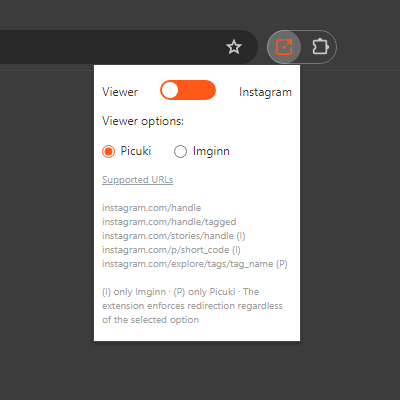 Viewer Instagram
Viewer options:
Picuki Imginn
Supported URLs
instagram.com/handle
instagram.com/handle/tagged
instagram.com/stories/handle (I)
instagram.com/p/short_code (I)
instagram.com/explore/tags/tag_name (P)
(I) only Imginn · (P) only Picuki · The
extension enforces redirection regardless
of the selected option